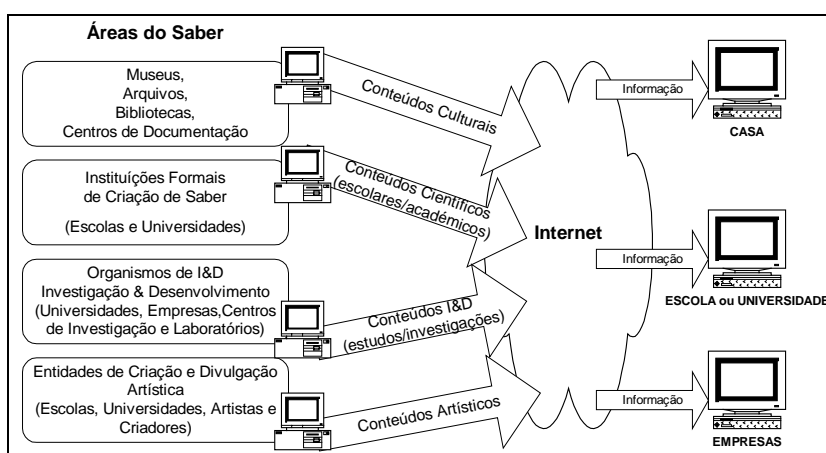 Áreas do Saber
Museus,
Arquivos,
Bibliotecas,
Centros de Documentação
Instituições Formais
de Criação de Saber
(Escolas e Universidades)
Organismos de I&D
Investigação & Desenvolvimento
(Universidades, Empresas,Centros
de Investigação e Laboratórios)
Entidades de Criação e Divulgação
Artística
(Escolas, Universidades, Artistas e
Criadores)
Conteúdos Culturais
Conteúdos Científicos
(escolares/académicos)
Conteúdos I&D
(estudos/investigações)
Conteúdos Artísticos
Internet
Informação
CASA
Informação
ESCOLA ou UNIVERSIDADE
Informação
EMPRESAS